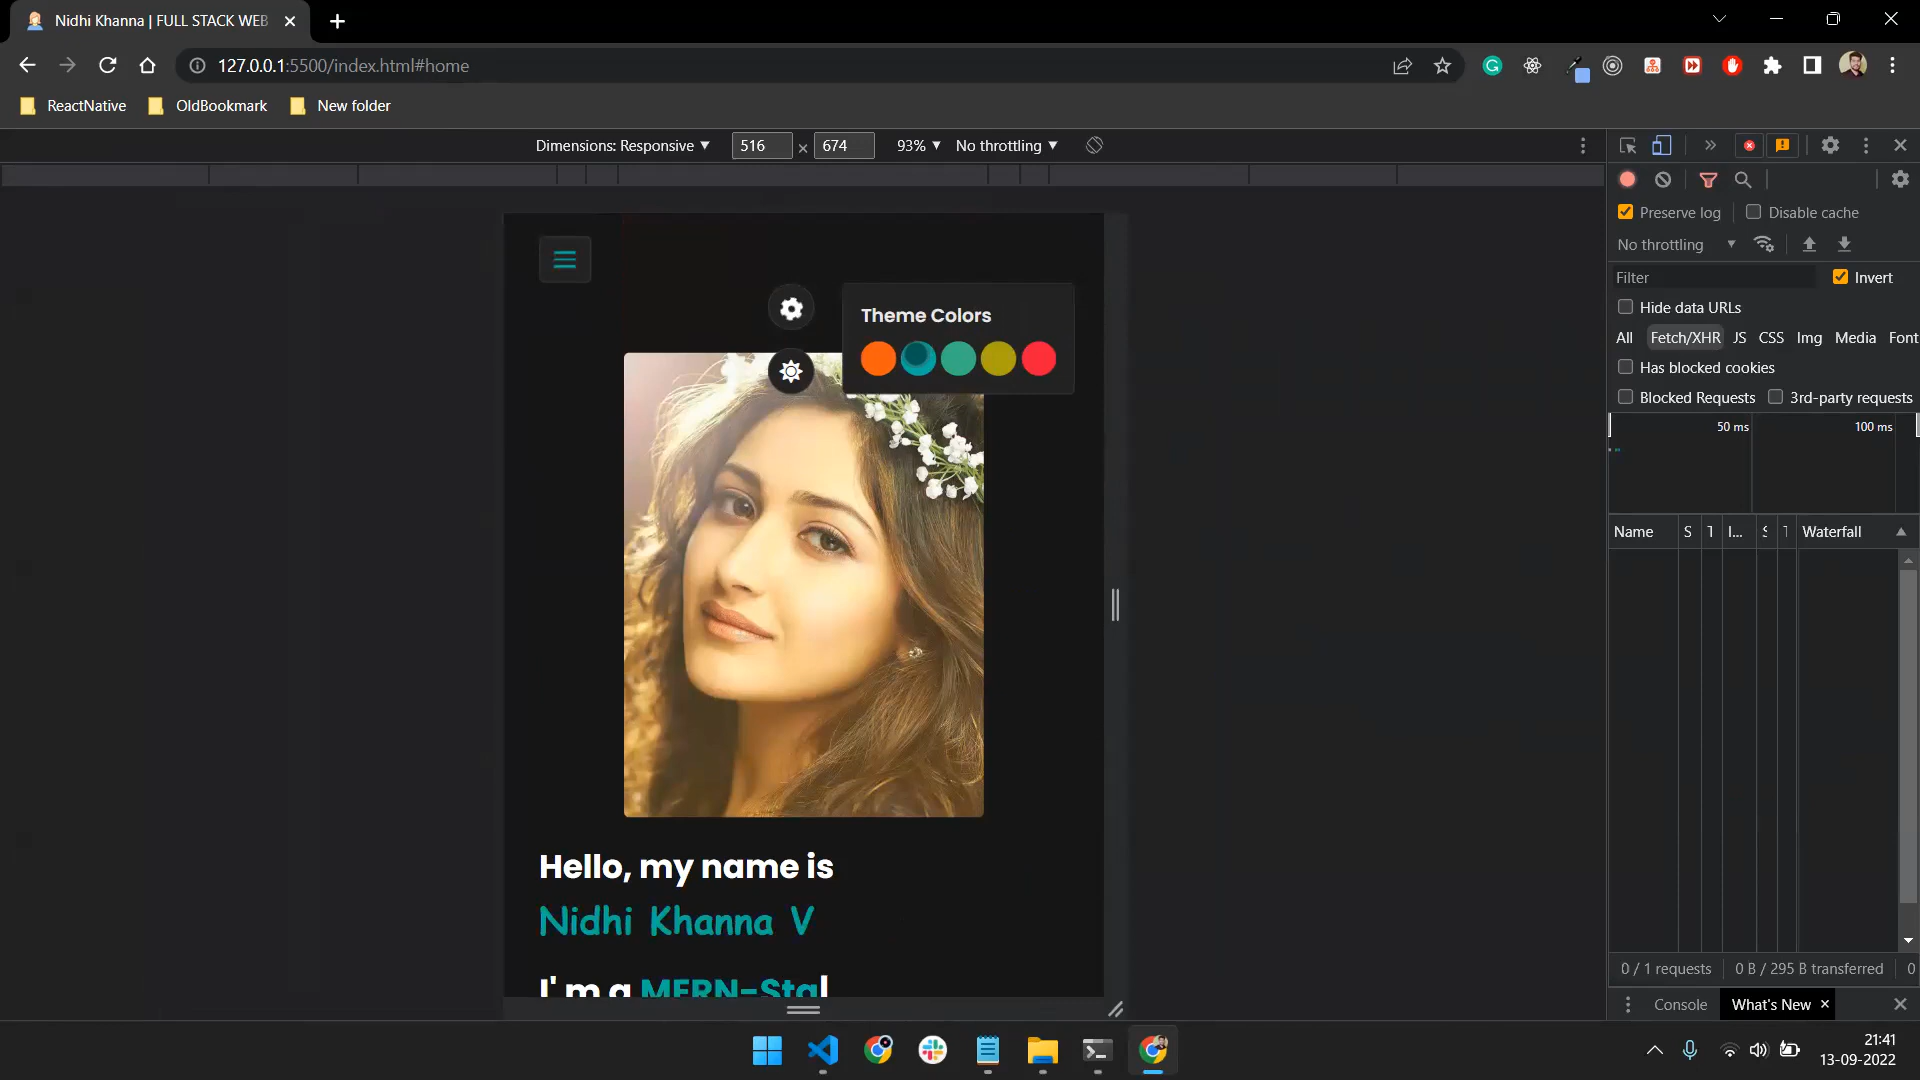 Nidhi Khanna | FULL STACK WEB
127.0.0.1:5500/index.html#home
ReactNative
OldBookmark
New folder
Dimensions: Responsive
516
×
674
93%
No throttling
Preserve log
Disable cache
No throttling
Filter
Invert
Hide data URLs
All
Fetch/XHR
JS
CSS
Img
Media
Font
Has blocked cookies
Blocked Requests
3rd-party requests
50 ms
100 ms
Name
S
T
I...
Waterfall
0 / 1 requests
0 B / 295 B transferred
0
Console
What's New
Theme Colors
Hello, my name is
Nidhi Khanna V
I' m a MERN-Sta
21:41
13-09-2022